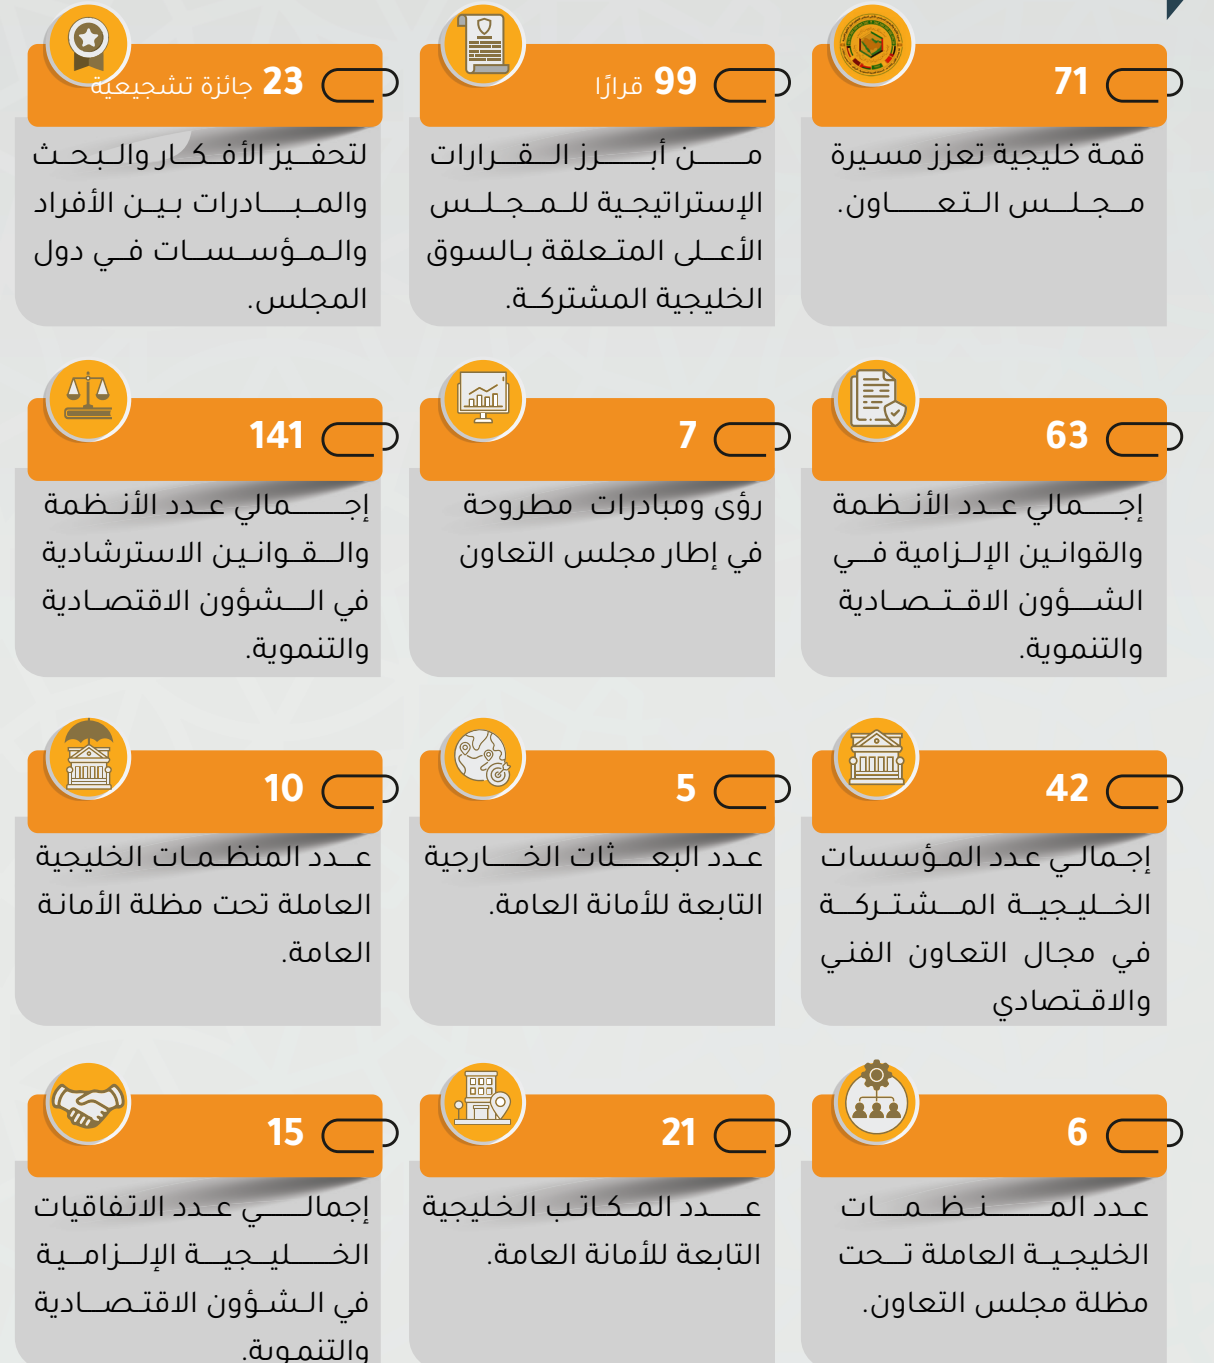 71
قمة خليجية تعزز مسيرة
مجلس التعاون.
99 قرارًا
من أبرز القرارات
الإستراتيجية للمجلس
الأعلى المتعلقة بالسوق
الخليجية المشتركة.
23 جائزة تشجيعية
لتحفيز الأفكار والبحث
والمبادرات بين الأفراد
والمؤسسات في دول
المجلس.
63
إجمالي عدد الأنظمة
والقوانين الإلزامية في
الشؤون الاقتصادية
والتنموية.
7
رؤى ومبادرات مطروحة
في إطار مجلس التعاون
141
إجمالي عدد الأنظمة
والقوانين الاسترشادية
في الشؤون الاقتصادية
والتنموية.
42
إجمالي عدد المؤسسات
الخليجية المشتركة
في مجال التعاون الفني
والاقتصادي
5
عدد البعثات الخارجية
التابعة للأمانة العامة.
10
عدد المنظمات الخليجية
العاملة تحت مظلة الأمانة
العامة.
6
عدد المنظمات
الخليجية العاملة تحت
مظلة مجلس التعاون.
21
عدد المكاتب الخليجية
التابعة للأمانة العامة.
15
إجمالي عدد الاتفاقيات
الخليجية الإلزامية
في الشؤون الاقتصادية
والتنموية.